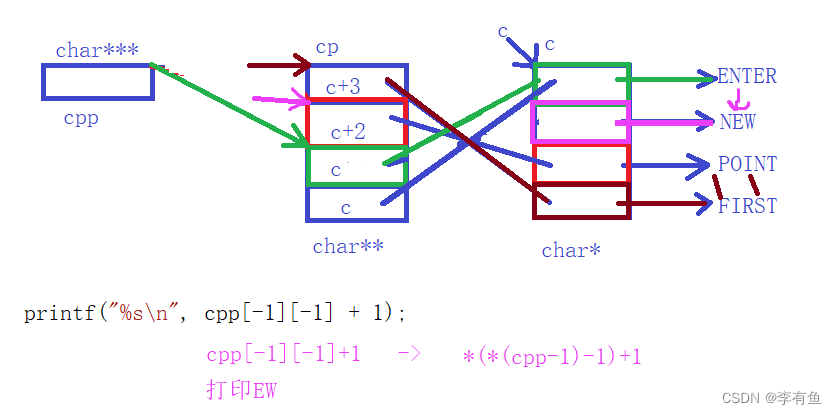 char***
cpp
cp
c+3
c+2
c
c
char**
c
c
char*
ENTER
NEW
POINT
FIRST
printf("%s\n", cpp[-1][-1] + 1);
cpp[-1][-1]+1 -> *(*(cpp-1)-1)+1
打印EW
CSDN @李有鱼